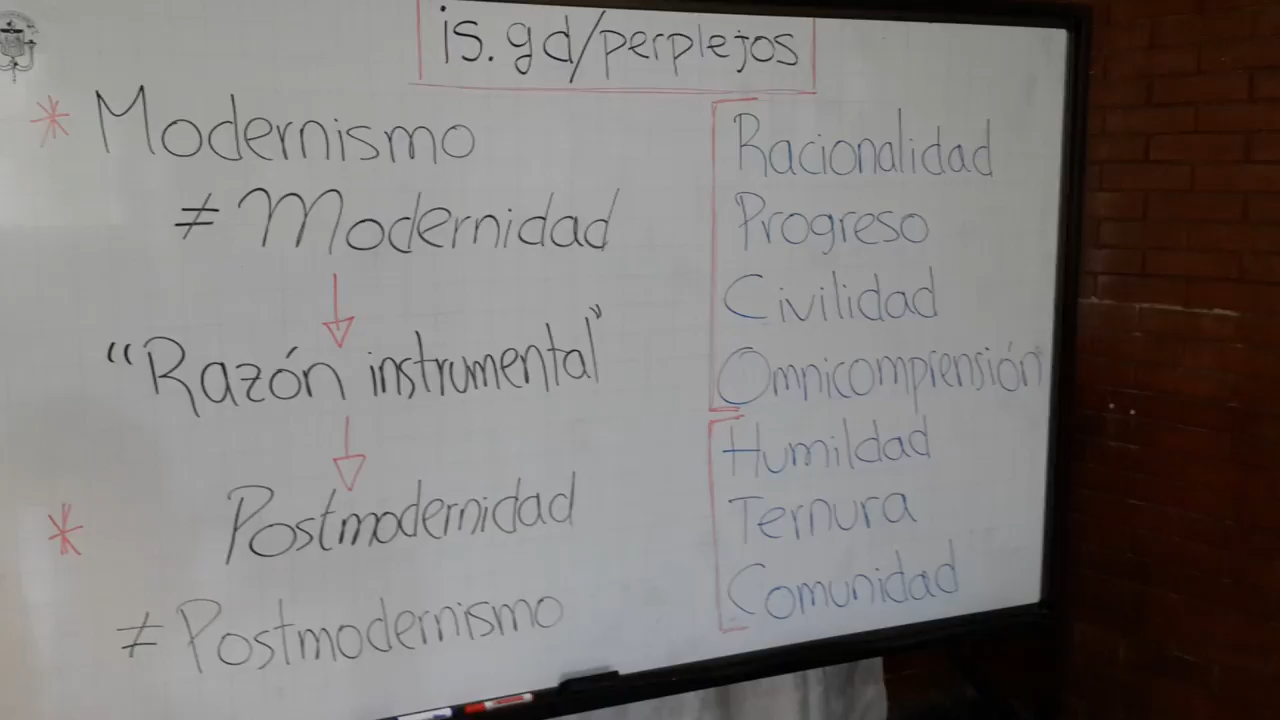 is.gd/perplejos
* Modernismo
≠ Modernidad
↓
"Razón instrumental"
↓
* Postmodernidad
≠ Postmodernismo
Racionalidad
Progreso
Civilidad
Omnicomprensión
Humildad
Ternura
Comunidad